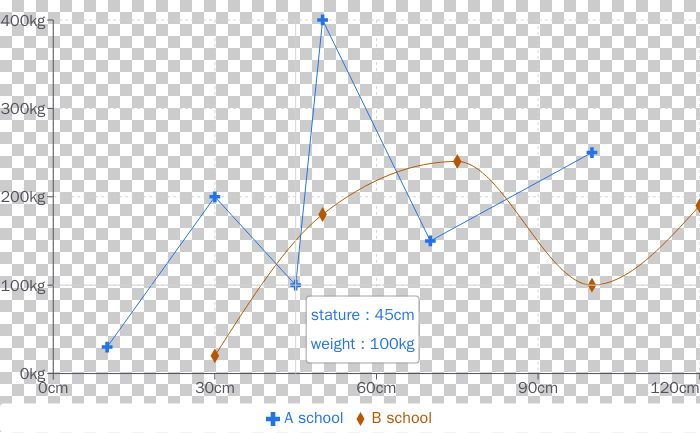 400kg
300kg
200kg
100kg
0kg
stature : 45cm
weight : 100kg
0cm 30cm 60cm 90cm 120cm
A school B school